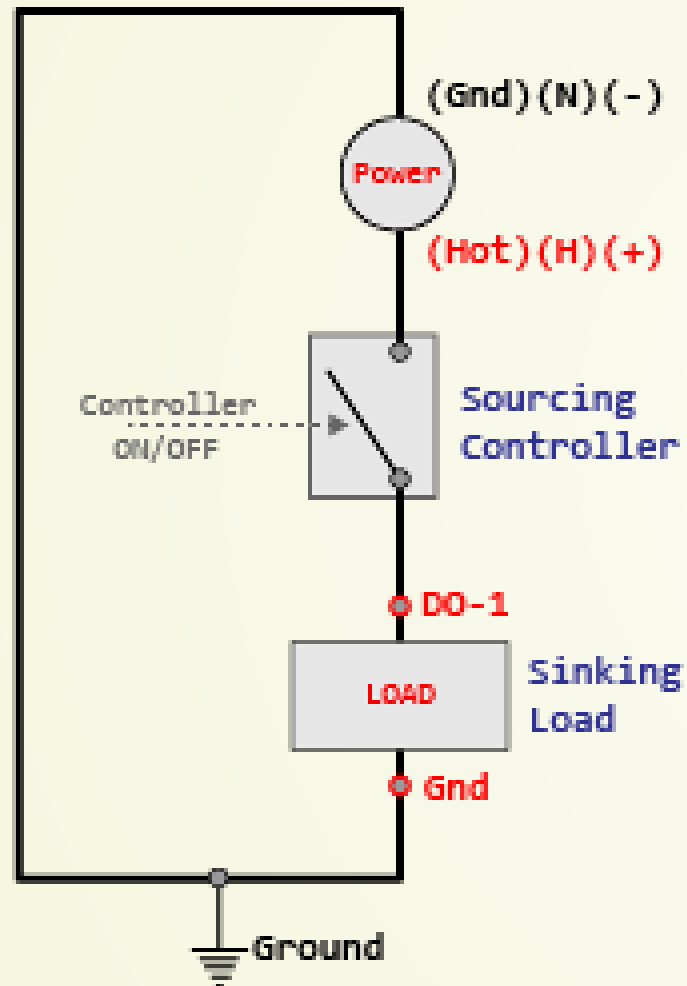 (Gnd)(N)(-)
Power
(Hot)(H)(+)
Controller
ON/OFF
Sourcing
Controller
DO-1
LOAD
Sinking
Load
Gnd
Ground